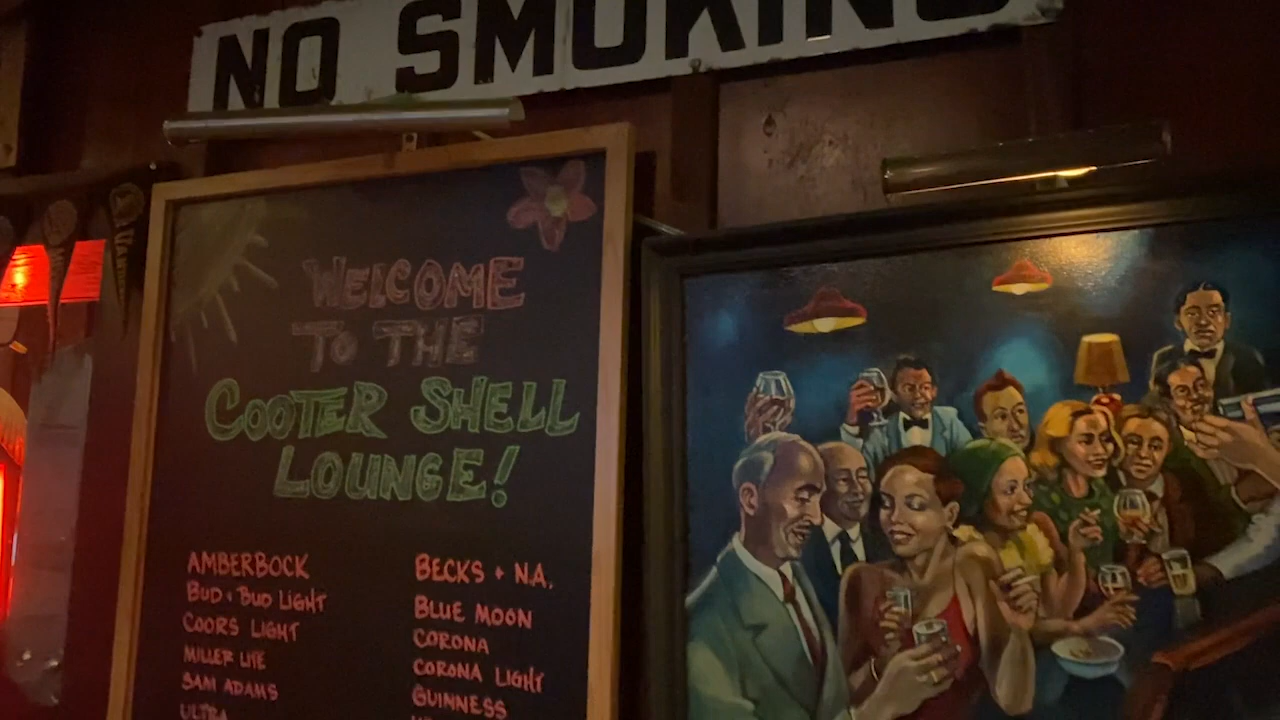 NO SMOKING
WELCOME
TO THE
COOTER SHELL
LOUNGE!
AMBERBOCK
BUD + BUD LIGHT
COORS LIGHT
MILLER LITE
SAM ADAMS
ULTRA
BECKS + N.A.
BLUE MOON
CORONA
CORONA LIGHT
GUINNESS